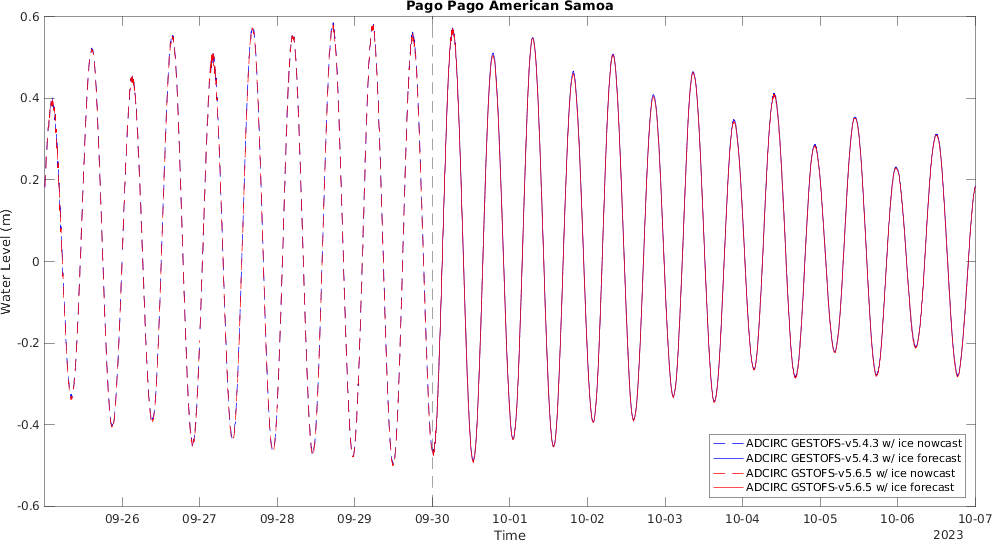 Pago Pago American Samoa
0.6
0.4
0.2
0
-0.2
-0.4
-0.6
Water Level (m)
ADCIRC GESTOFS-v5.4.3 w/ ice nowcast
ADCIRC GESTOFS-v5.4.3 w/ ice forecast
ADCIRC GSTOFS-v5.6.5 w/ ice nowcast
ADCIRC GSTOFS-v5.6.5 w/ ice forecast
09-26 09-27 09-28 09-29 09-30 10-01 10-02 10-03 10-04 10-05 10-06 10-07
Time
2023